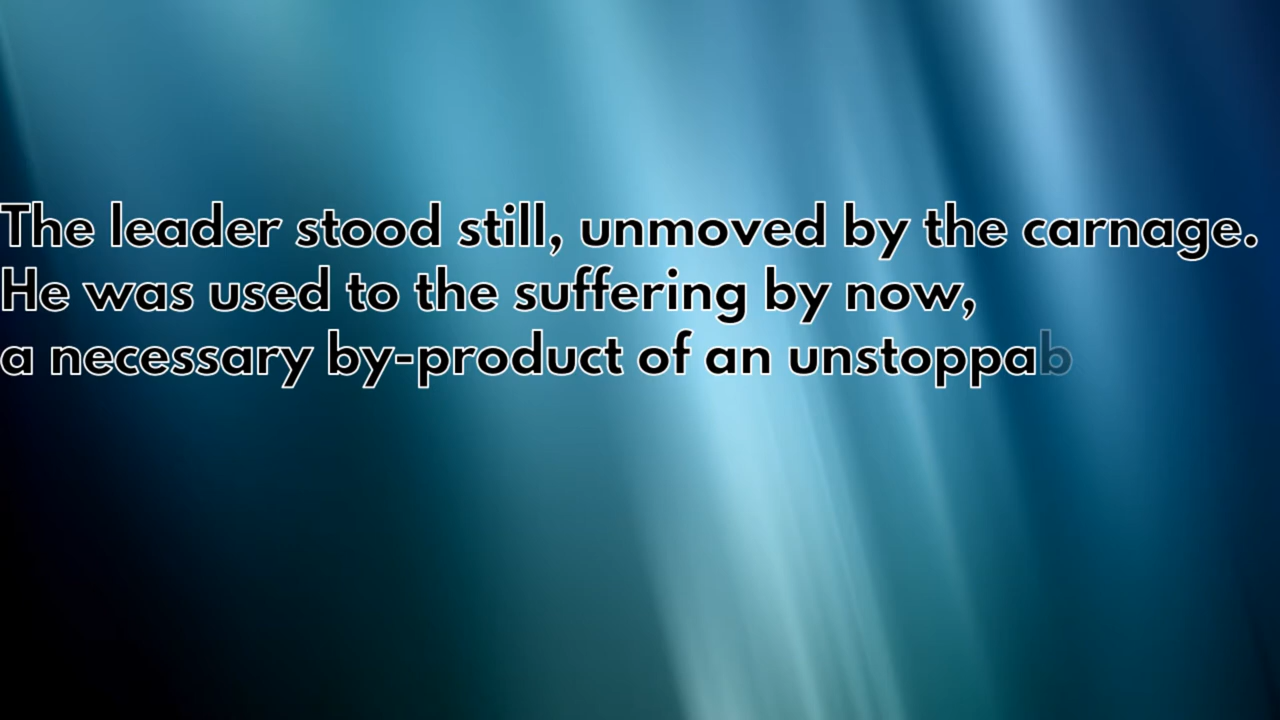 The leader stood still, unmoved by the carnage.
He was used to the suffering by now,
a necessary by-product of an unstoppab